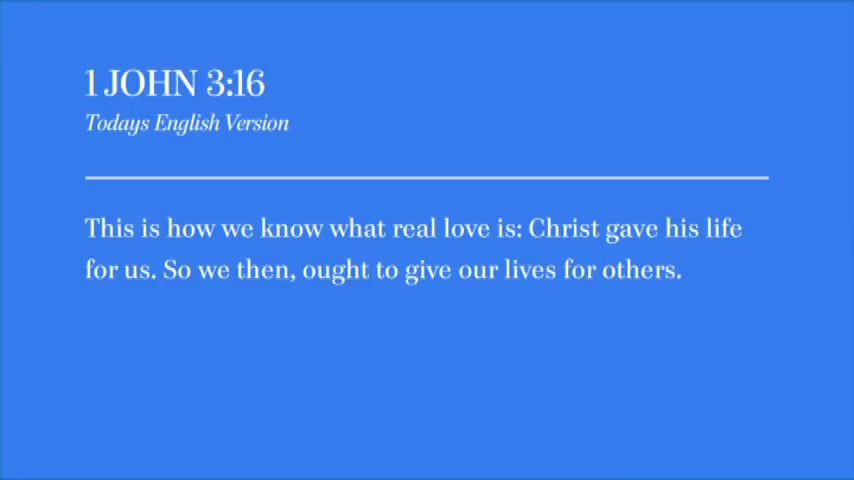 1 JOHN 3:16
Todays English Version
This is how we know what real love is: Christ gave his life
for us. So we then, ought to give our lives for others.